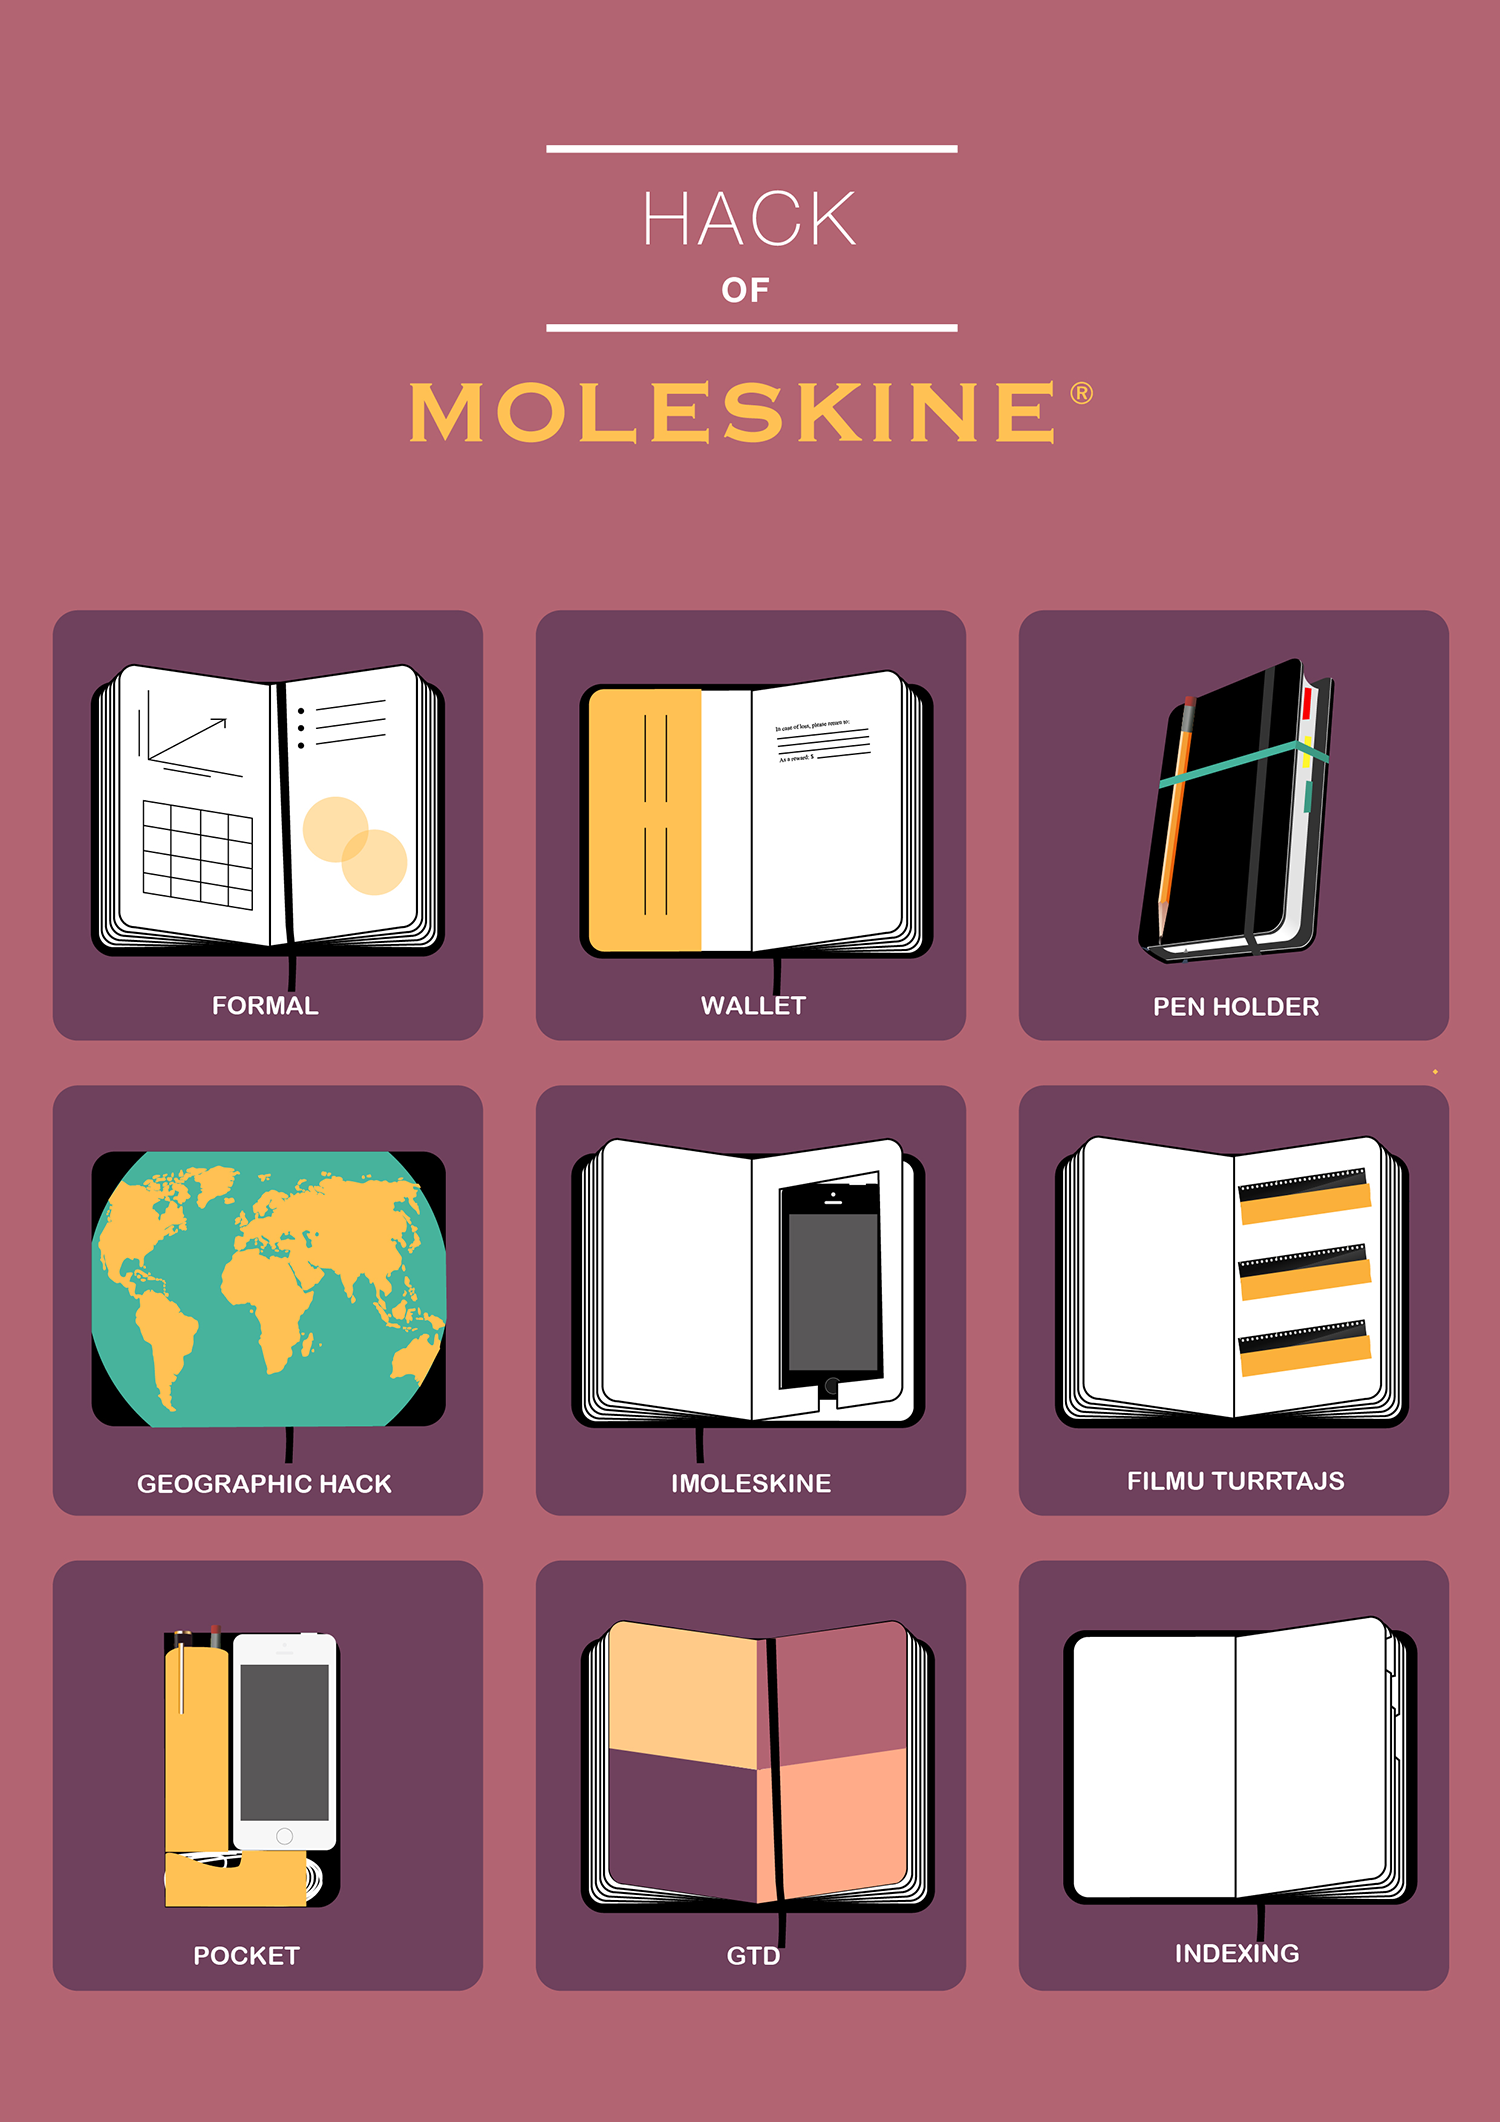 HACK
OF
MOLESKINE®
In case of loss, please return to:
As a reward: $
FORMAL
WALLET
PEN HOLDER
GEOGRAPHIC HACK
IMOLESKINE
FILMU TURRTAJS
POCKET
GTD
INDEXING